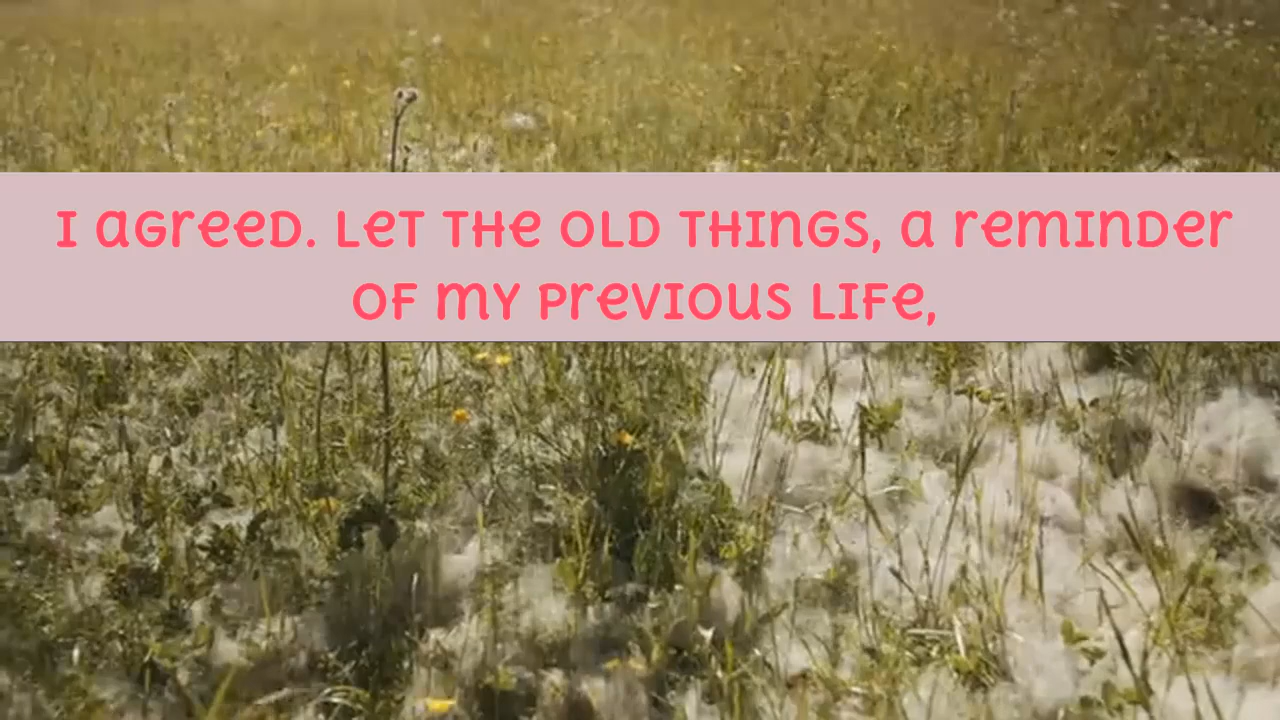 I agreed. Let the old things, a reminder
of my previous life,